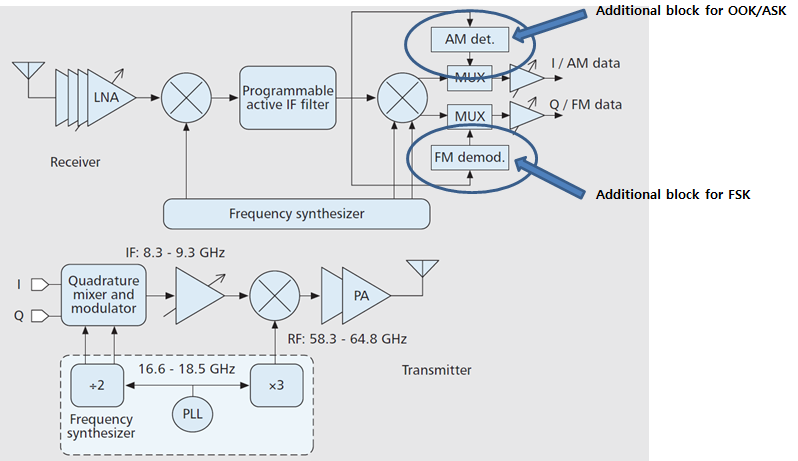 Additional block for OOK/ASK
AM det.
I / AM data
MUX
LNA
Programmable
active IF filter
Q / FM data
MUX
Receiver
FM demod.
Additional block for FSK
Frequency synthesizer
IF: 8.3 - 9.3 GHz
I
Quadrature
mixer and
modulator
Q
PA
RF: 58.3 - 64.8 GHz
16.6 - 18.5 GHz
Transmitter
÷2
×3
PLL
Frequency
synthesizer